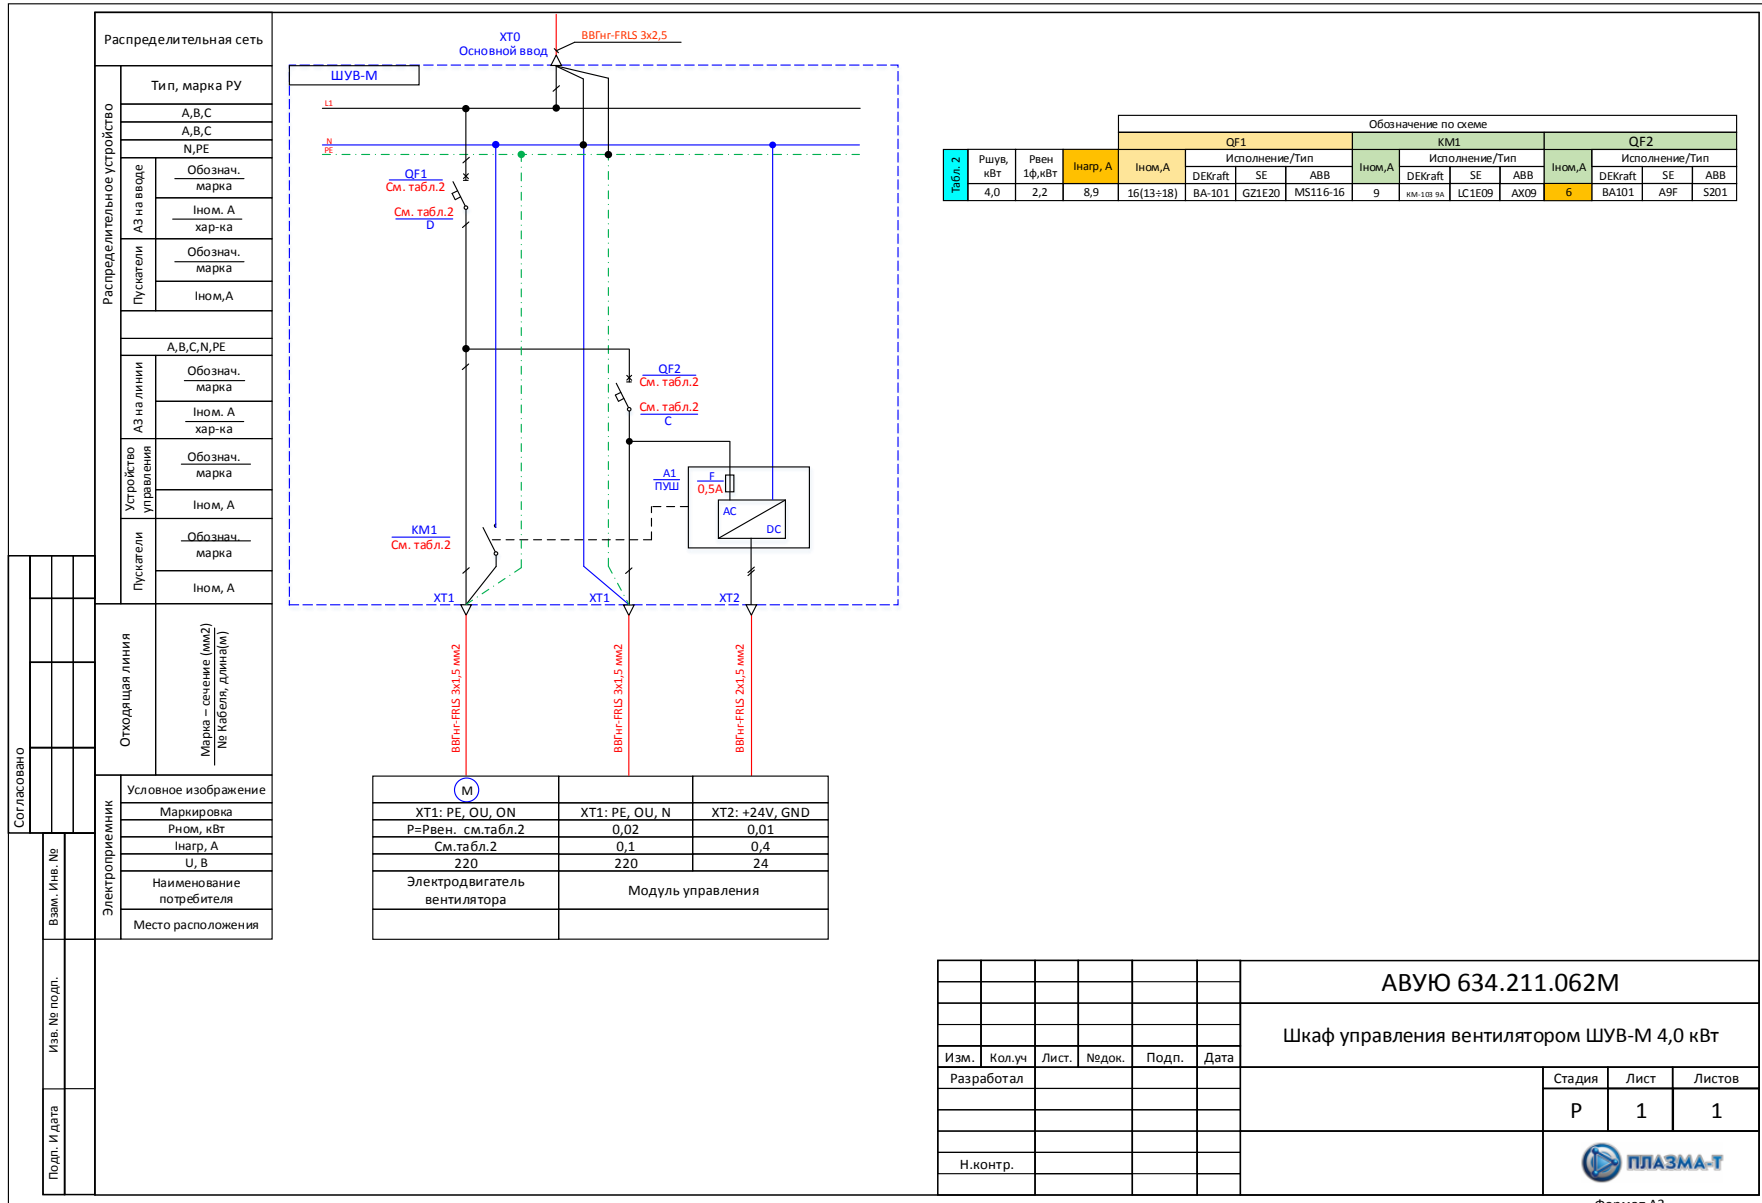 Распределительная сеть
Распределительное устройство
Тип, марка РУ
A,B,C
A,B,C
N,PE
АЗ на вводе
Обознач.
марка
Iном. А
хар-ка
Пускатели
Обознач.
марка
Iном,А
A,B,C,N,PE
АЗ на линии
Обознач.
марка
Iном. А
хар-ка
Устройство
управления
Обознач.
марка
Iном, А
Пускатели
Обознач.
марка
Iном, А
Отходящая линия
Марка – сечение (мм2)
№ Кабеля, длина(м)
Электроприемник
Условное изображение
Маркировка
Рном, кВт
Iнагр, А
U, В
Наименование
потребителя
Место расположения
Согласовано
Взам. Инв. №
Изв. № подп.
Подп. И дата
XT0
Основной ввод
ВВГнг-FRLS 3x2,5
ШУВ-М
L1
N
PE
QF1
См. табл.2
См. табл.2
D
QF2
См. табл.2
См. табл.2
C
A1
ПУШ
F
0,5A
AC
DC
KM1
См. табл.2
XT1
XT1
XT2
ВВГнг-FRLS 3x1,5 мм2
ВВГнг-FRLS 3x1,5 мм2
ВВГнг-FRLS 2x1,5 мм2
M
XT1: PE, OU, ON
XT1: PE, OU, N
XT2: +24V, GND
P=Pвен. см.табл.2
0,02
0,01
См.табл.2
0,1
0,4
220
220
24
Электродвигатель
вентилятора
Модуль управления
Обозначение по схеме
QF1
KM1
QF2
Табл. 2
Ршув,
кВт
Рвен
1ф,кВт
Iнагр, А
Iном,А
Исполнение/Тип
Iном,А
Исполнение/Тип
Iном,А
Исполнение/Тип
DEKraft
SE
ABB
DEKraft
SE
ABB
DEKraft
SE
ABB
4,0
2,2
8,9
16(13÷18)
BA-101
GZ1E20
MS116-16
9
КМ-103 9А
LC1E09
AX09
6
BA101
A9F
S201
АВУЮ 634.211.062М
Шкаф управления вентилятором ШУВ-М 4,0 кВт
Изм.
Кол.уч
Лист.
№док.
Подп.
Дата
Разработал
Н.контр.
Стадия
Лист
Листов
Р
1
1
ПЛАЗМА-Т